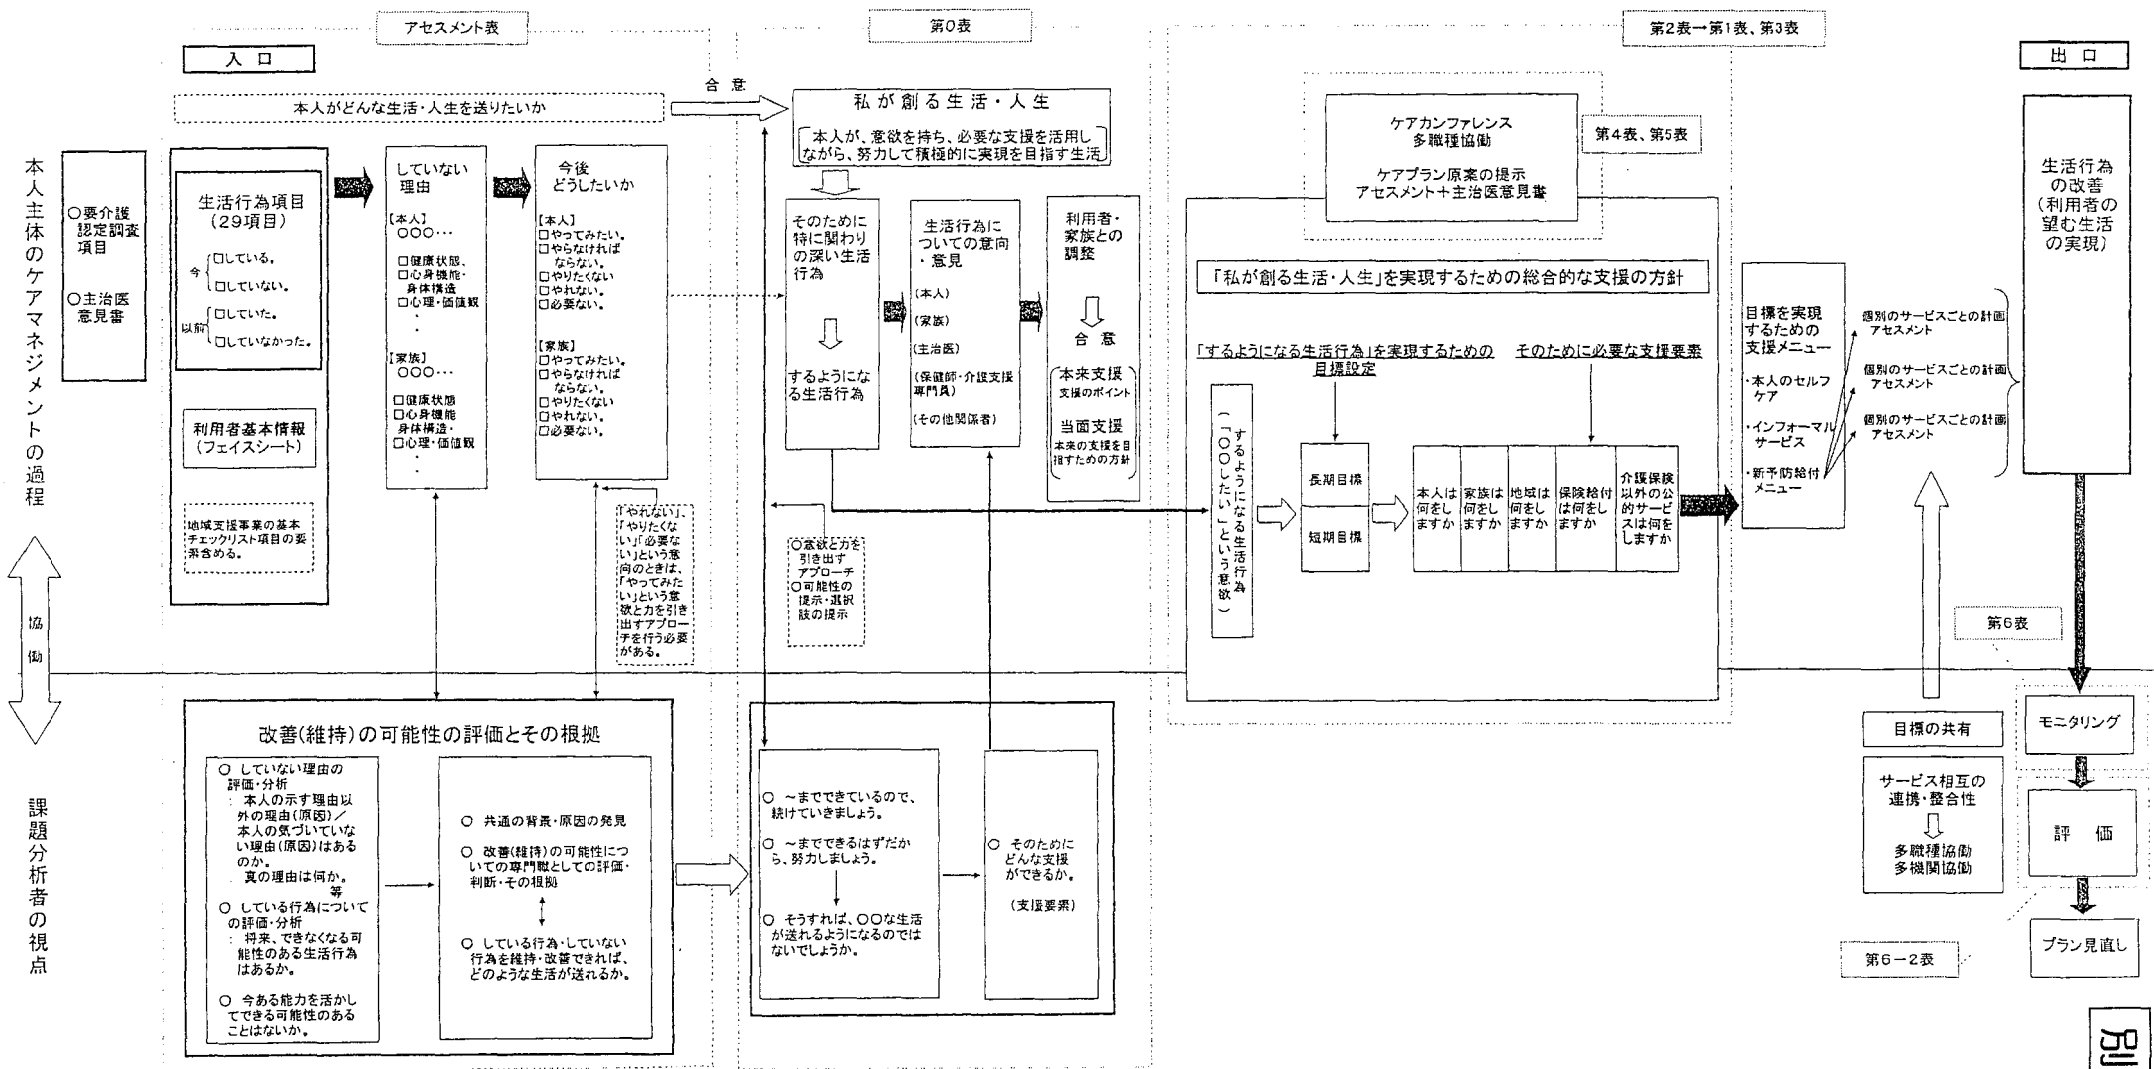 アセスメント表
第0表
第2表→第1表、第3表
入口
出口
本人がどんな生活・人生を送りたいか
合意
本人主体のケアマネジメントの過程
協働
課題分析者の視点
○要介護
認定調査
項目
○主治医
意見書
生活行為項目
(29項目)
今
□している。
□していない。
以前
□していた。
□していなかった。
利用者基本情報
(フェイスシート)
地域支援事業の基本
チェックリスト項目の要
素含める。
していない
理由
【本人】
○○○…
□健康状態、
□心身機能・
身体構造
□心理・価値観
・
・
【家族】
○○○…
□健康状態
□心身機能
身体構造・
□心理・価値観
・
・
今後
どうしたいか
【本人】
□やってみたい。
□やらなければ
ならない。
□やりたくない
□やれない。
□必要ない。
【家族】
□やってみたい。
□やらなければ
ならない。
□やりたくない
□やれない。
□必要ない。
「やれない」、
「やりたくな
い」「必要な
い」という意
向のときは、
「やってみた
い」という意
欲と力を引き
出すアプロー
チを行う必要
がある。
私が創る生活・人生
本人が、意欲を持ち、必要な支援を活用し
ながら、努力して積極的に実現を目指す生活
そのために
特に関わり
の深い生活
行為
するようにな
る生活行為
生活行為に
ついての意向
・意見
(本人)
(家族)
(主治医)
(保健師・介護支援
専門員)
(その他関係者)
利用者・
家族との
調整
合意
本来支援
支援のポイント
当面支援
本来の支援を目
指すための方針
○意欲と力を
引き出す
アプローチ
○可能性の
提示・選択
肢の提示
ケアカンファレンス
多職種協働
ケアプラン原案の提示
アセスメント+主治医意見書
第4表、第5表
「私が創る生活・人生」を実現するための総合的な支援の方針
「するようになる生活行為」を実現するための
目標設定
そのために必要な支援要素
するようになる生活行為
(「○○したい」という意欲)
長期目標
短期目標
本人は
何をし
ますか
家族は
何をし
ますか
地域は
何をし
ますか
保険給付
は何をし
ますか
介護保険
以外の公
的サービ
スは何を
しますか
目標を実現
するための
支援メニュー
・本人のセルフ
ケア
・インフォーマル
サービス
・新予防給付
メニュー
個別のサービスごとの計画
アセスメント
個別のサービスごとの計画
アセスメント
個別のサービスごとの計画
アセスメント
生活行為
の改善
(利用者の
望む生活
の実現)
第6表
モニタリング
評価
プラン見直し
第6-2表
目標の共有
サービス相互の
連携・整合性
多職種協働
多機関協働
改善(維持)の可能性の評価とその根拠
○ していない理由の
評価・分析
: 本人の示す理由以
外の理由(原因)/
本人の気づいていな
い理由(原因)はある
のか。
真の理由は何か。
等
○ している行為について
の評価・分析
: 将来、できなくなる可
能性のある生活行為
はあるか。
○ 今ある能力を活かし
てできる可能性のある
ことはないか。
○ 共通の背景・原因の発見
○ 改善(維持)の可能性につ
いての専門職としての評価・
判断・その根拠
○ している行為・していない
行為を維持・改善できれば、
どのような生活が送れるか。
○ ~までできているので、
続けていきましょう。
○ ~までできるはずだか
ら、努力しましょう。
○ そうすれば、○○な生活
が送れるようになるのでは
ないでしょうか。
○ そのために
どんな支援
ができるか。
(支援要素)
別